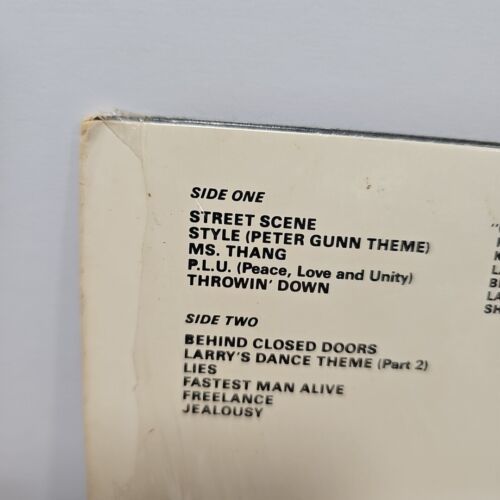 SIDE ONE
STREET SCENE
STYLE (PETER GUNN THEME)
MS. THANG
P.L.U. (Peace, Love and Unity)
THROWIN' DOWN
SIDE TWO
BEHIND CLOSED DOORS
LARRY'S DANCE THEME (Part 2)
LIES
FASTEST MAN ALIVE
FREELANCE
JEALOUSY